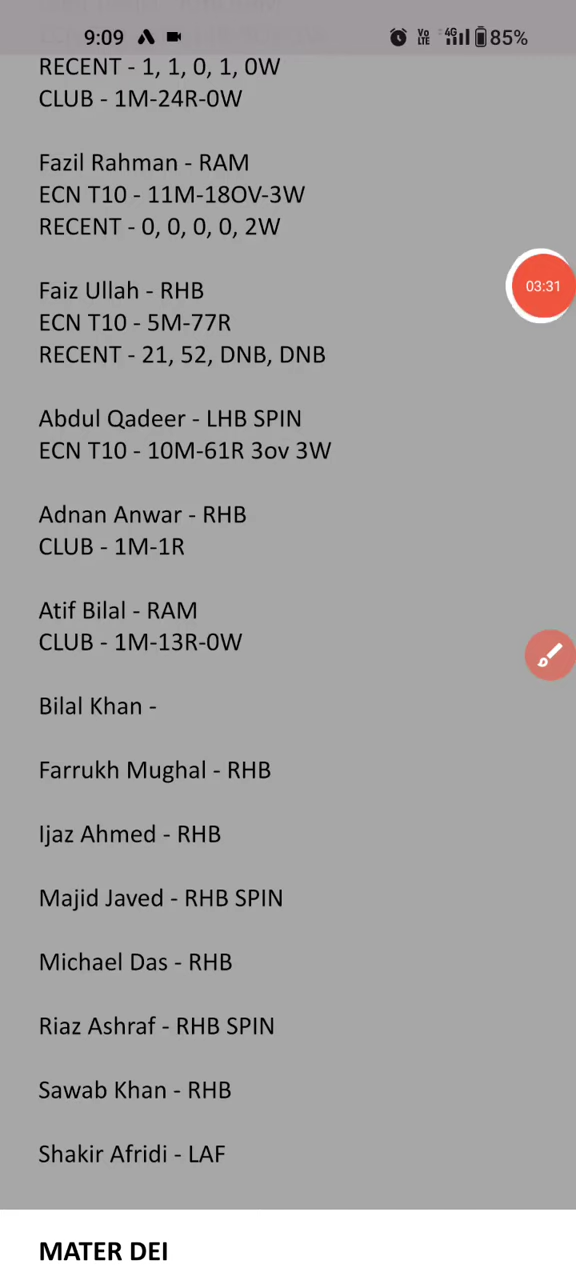 9:09
Vo LTE 4G 85%
RECENT - 1, 1, 0, 1, 0W
CLUB - 1M-24R-0W
Fazil Rahman - RAM
ECN T10 - 11M-18OV-3W
RECENT - 0, 0, 0, 0, 2W
03:31
Faiz Ullah - RHB
ECN T10 - 5M-77R
RECENT - 21, 52, DNB, DNB
Abdul Qadeer - LHB SPIN
ECN T10 - 10M-61R 3ov 3W
Adnan Anwar - RHB
CLUB - 1M-1R
Atif Bilal - RAM
CLUB - 1M-13R-0W
Bilal Khan -
Farrukh Mughal - RHB
Ijaz Ahmed - RHB
Majid Javed - RHB SPIN
Michael Das - RHB
Riaz Ashraf - RHB SPIN
Sawab Khan - RHB
Shakir Afridi - LAF
MATER DEI